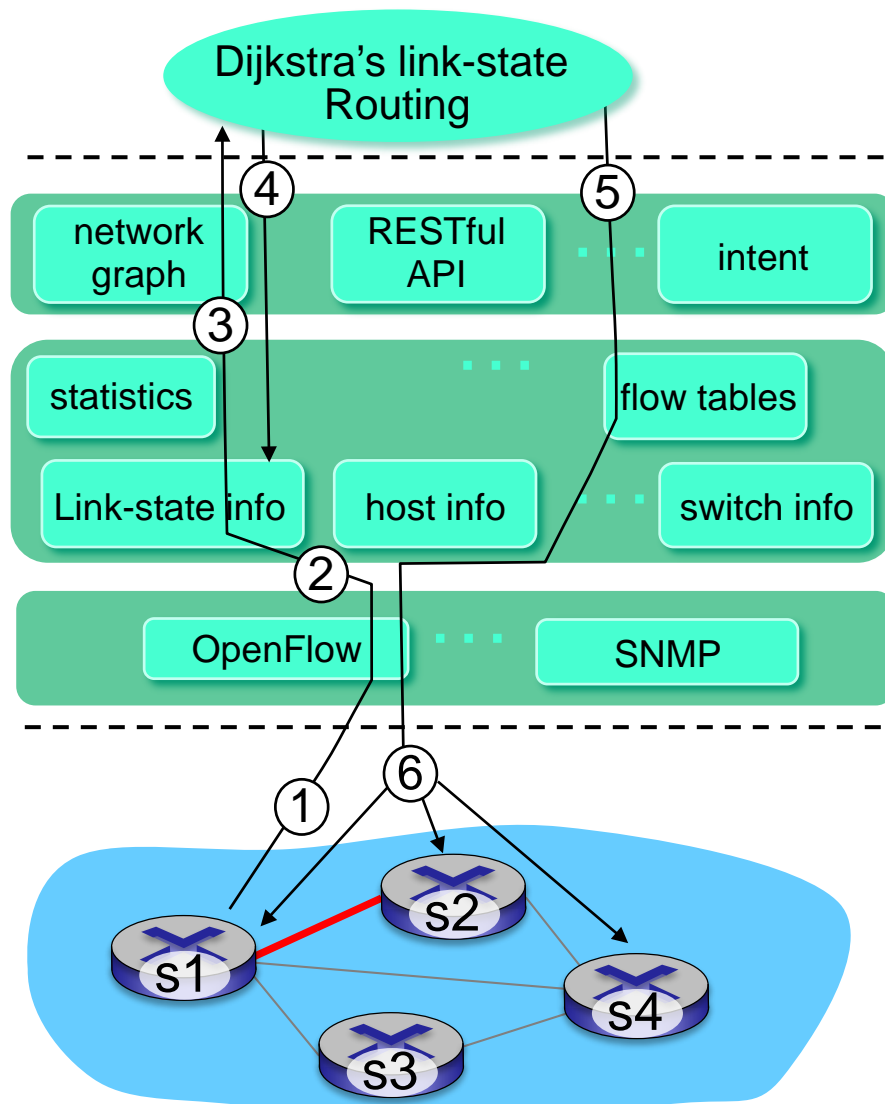 Dijkstra's link-state
Routing
4
5
network
graph
RESTful
API
intent
3
statistics
flow tables
Link-state info
host info
switch info
2
OpenFlow
SNMP
1
6
s2
s1
s4
s3